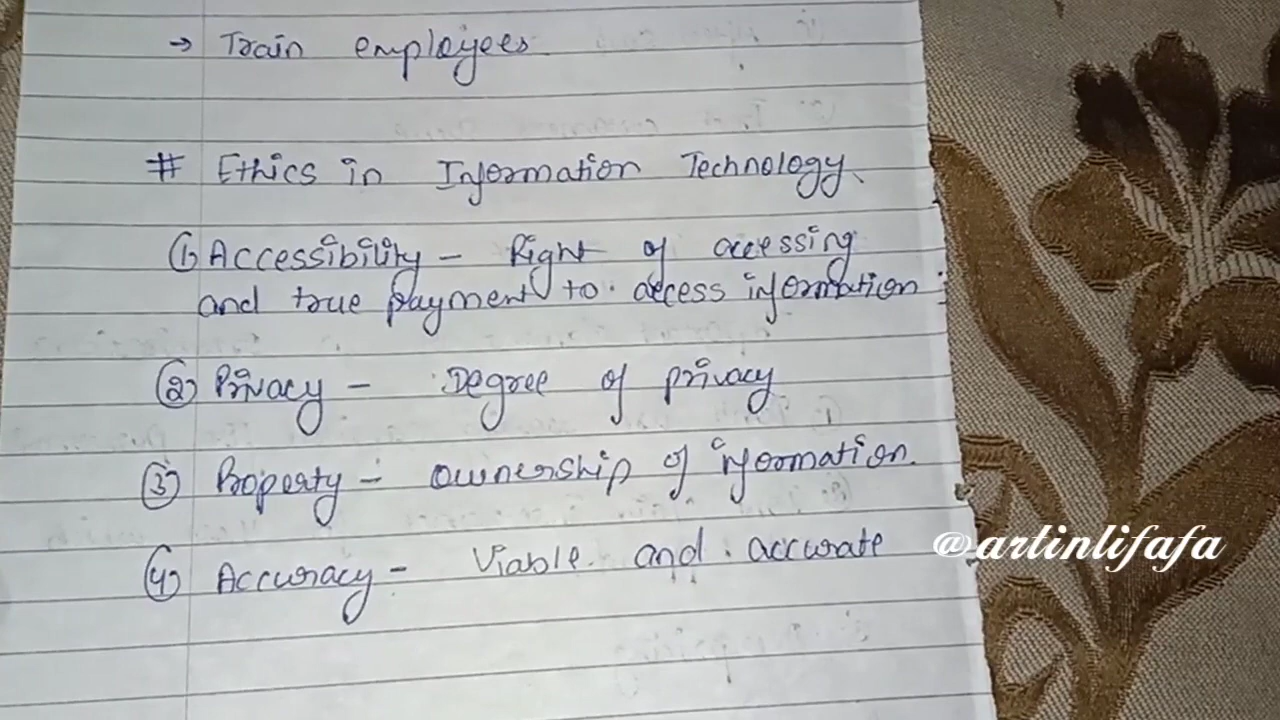 → Train employees
# Ethics in Information Technology
(1) Accessibility - Right of accessing
and true payment to access information
(2) Privacy - Degree of privacy
(3) Property - ownership of information.
(4) Accuracy - Viable and accurate
@artinlifafa